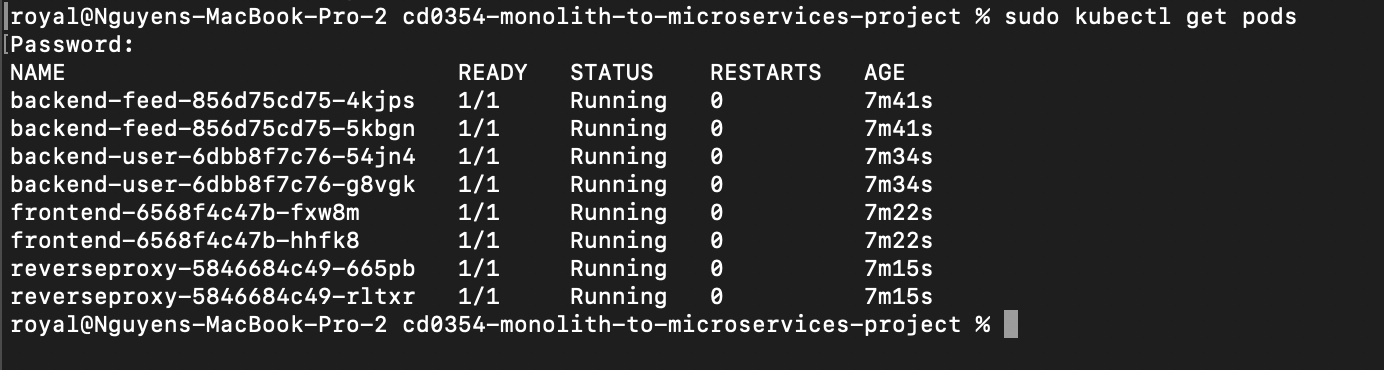 royal@Nguyens-MacBook-Pro-2 cd0354-monolith-to-microservices-project % sudo kubectl get pods
Password:
NAME READY STATUS RESTARTS AGE
backend-feed-856d75cd75-4kjps 1/1 Running 0 7m41s
backend-feed-856d75cd75-5kbgn 1/1 Running 0 7m41s
backend-user-6dbb8f7c76-54jn4 1/1 Running 0 7m34s
backend-user-6dbb8f7c76-g8vgk 1/1 Running 0 7m34s
frontend-6568f4c47b-fxw8m 1/1 Running 0 7m22s
frontend-6568f4c47b-hhfk8 1/1 Running 0 7m22s
reverseproxy-5846684c49-665pb 1/1 Running 0 7m15s
reverseproxy-5846684c49-rltxr 1/1 Running 0 7m15s
royal@Nguyens-MacBook-Pro-2 cd0354-monolith-to-microservices-project %